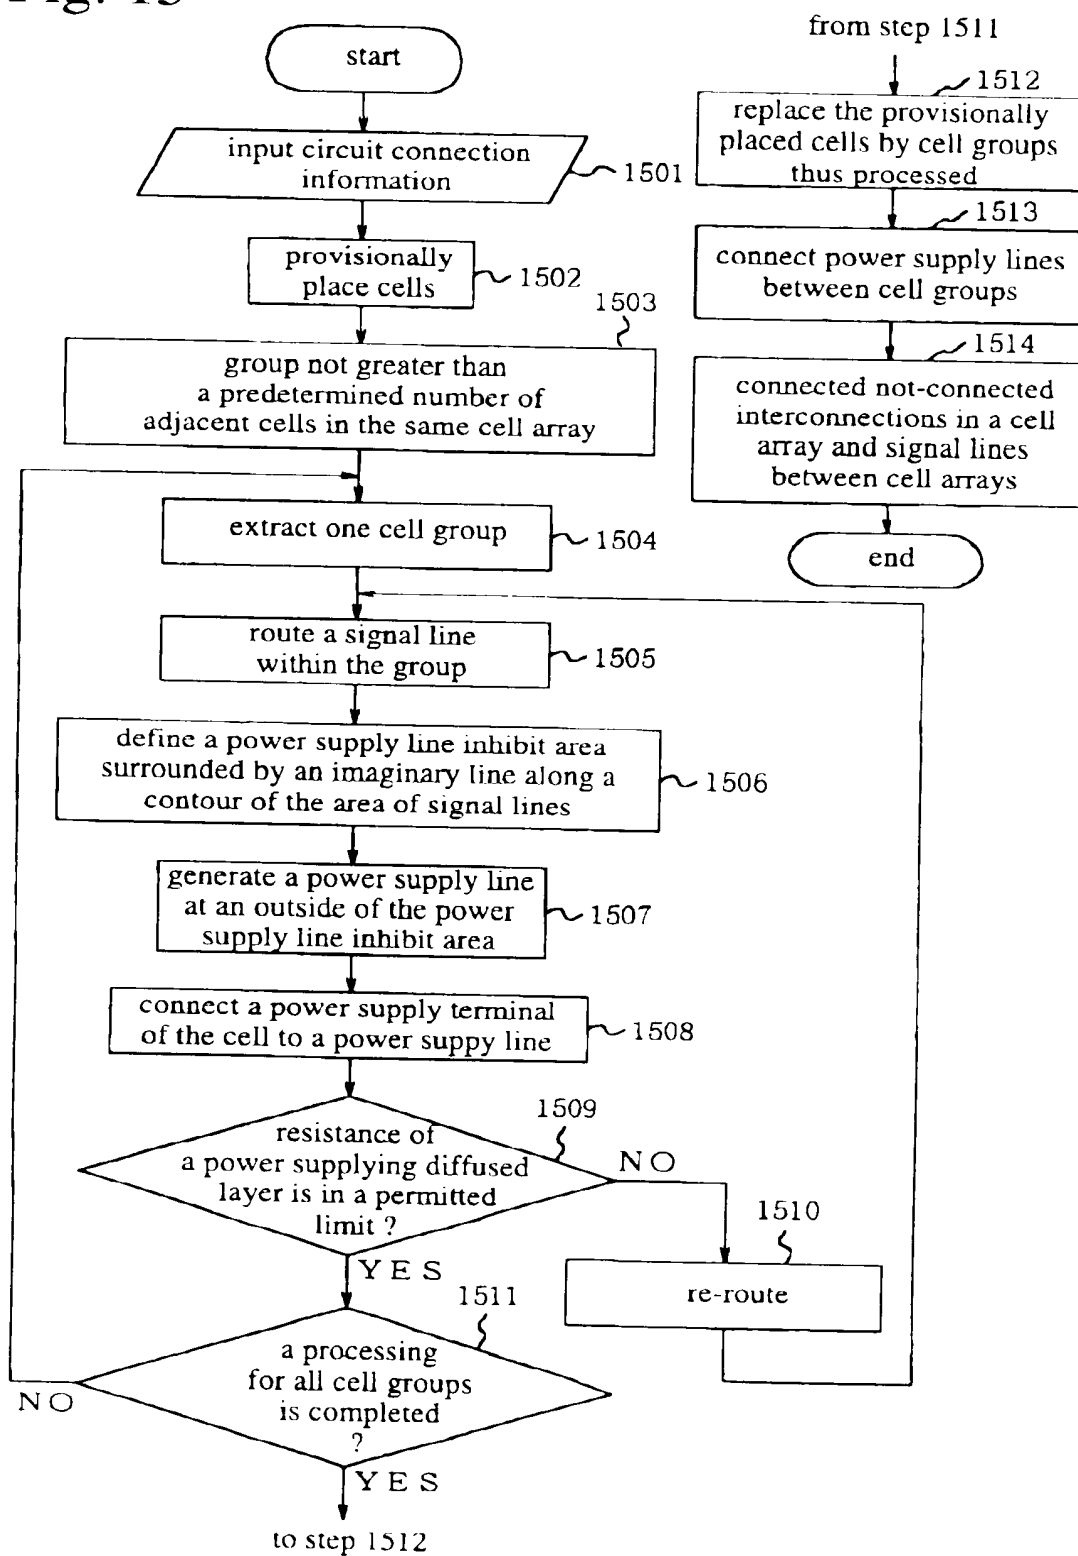 start
input circuit connection
information
1501
provisionally
place cells
1502
1503
group not greater than
a predetermined number of
adjacent cells in the same cell array
extract one cell group
1504
route a signal line
within the group
1505
define a power supply line inhibit area
surrounded by an imaginary line along a
contour of the area of signal lines
1506
generate a power supply line
at an outside of the power
supply line inhibit area
1507
connect a power supply terminal
of the cell to a power suppy line
1508
1509
resistance of
a power supplying diffused
layer is in a permitted
limit ?
NO
YES
1510
re-route
1511
a processing
for all cell groups
is completed
?
NO
YES
to step 1512
from step 1511
1512
replace the provisionally
placed cells by cell groups
thus processed
1513
connect power supply lines
between cell groups
1514
connected not-connected
interconnections in a cell
array and signal lines
between cell arrays
end